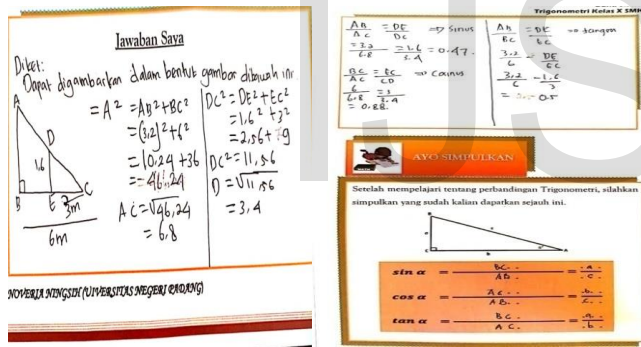 Jawaban Saya
Diket:
Dapat digambarkan dalam bentuk gambar dibawah ini
A
D
1,6
B E C
3m
6m
= A² = AB² + BC²
= (3,2)² + 6²
= 10,24 + 36
= 46,24
AC = √46,24
= 6,8
DC² = DE² + EC²
= 1,6² + 3²
= 2,56 + 9
DC² = 11,56
D = √11,56
= 3,4
NOVERIA NINGSIH (UIVERSITAS NEGERI PADANG)
Trigonometri Kelas X SMK
AB/AC = DE/DC => Sinus
= 3.2/6.8 = 1.6/3.4 = 0.47.
BC/AC = EC/CD => Cosinus
6/6.8 = 3/3.4
= 0.88.
AB/BC = DE/EC => tangen
3.2/6 = DE/EC
3.2/6 = 1.6/3
= 0.5
AYO SIMPULKAN
Setelah mempelajari tentang perbandingan Trigonometri, silahkan
simpulkan yang sudah kalian dapatkan sejauh ini.
B
C A
b
sin α = BC/AB = a/c
cos α = AC/AB = b/c
tan α = BC/AC = a/b